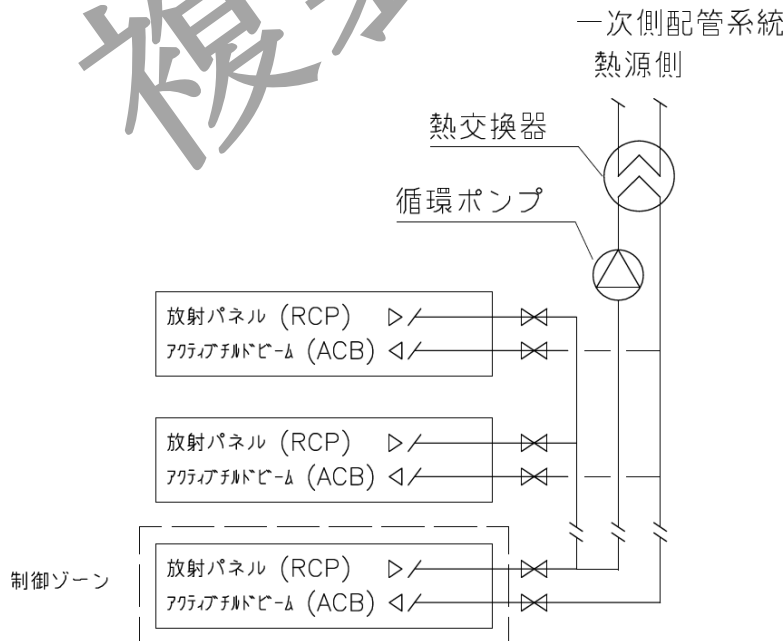 複
一次側配管系統
熱源側
熱交換器
循環ポンプ
放射パネル (RCP)
アクティブチルドビーム (ACB)
放射パネル (RCP)
アクティブチルドビーム (ACB)
制御ゾーン
放射パネル (RCP)
アクティブチルドビーム (ACB)